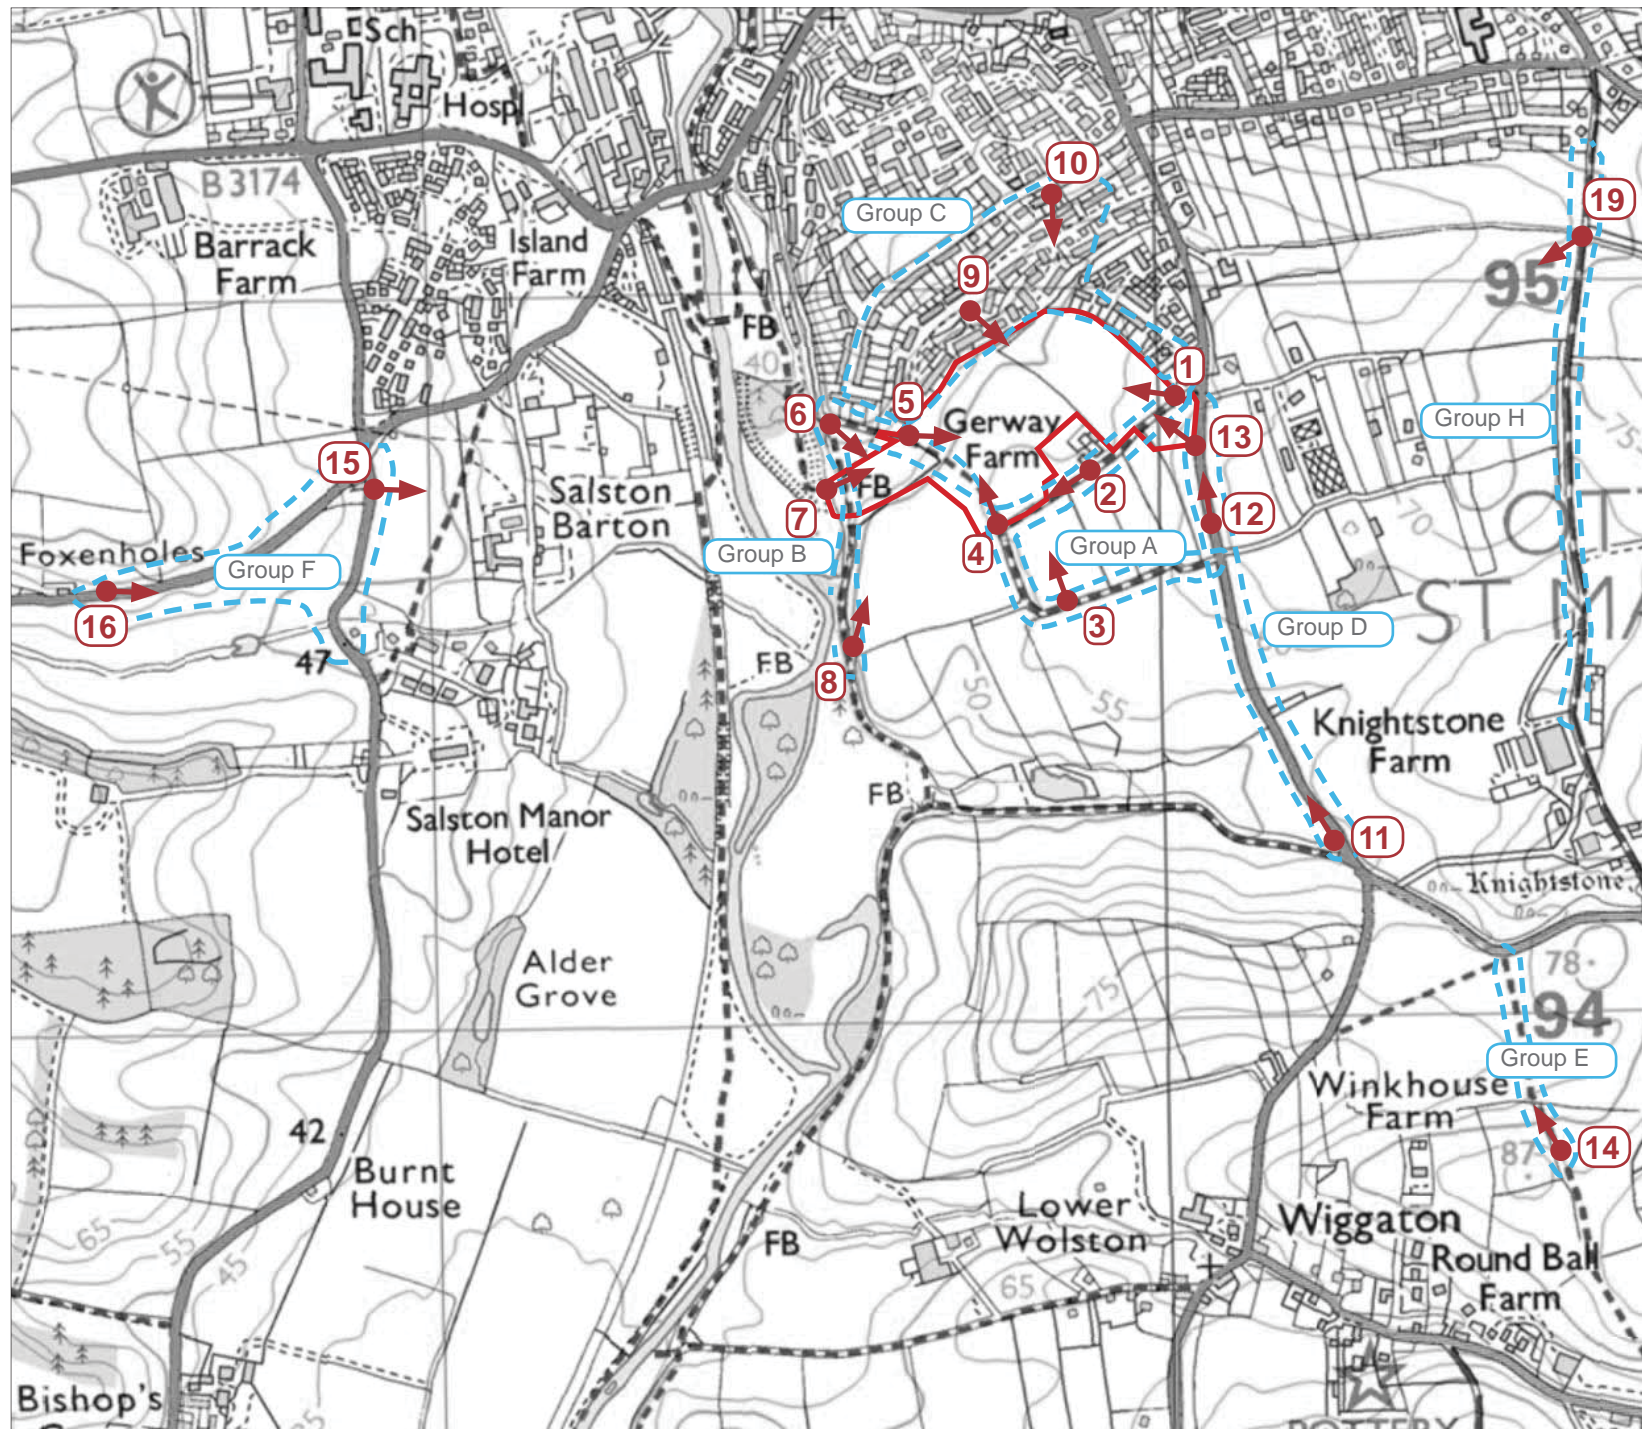 Sch
Hospl
B 3174
10
19
Group C
Barrack
Farm
Island
Farm
95
9
FB
40
1
6
5
Gerway
Farm
Group H
13
15
2
Salston
Barton
FB
7
12
OT
70
75
4
Group A
Group B
Foxenholes
Group F
ST MA
16
3
Group D
47
FB
8
50
55
Knightstone
Farm
FB
Salston Manor
Hotel
11
Knightstone
Alder
Grove
78
75
94
Group E
Winkhouse
Farm
42
87
14
Burnt
House
Lower
Wolston
Wiggaton
65
55
45
FB
Round Ball
Farm
65
Bishop's
POTTERY